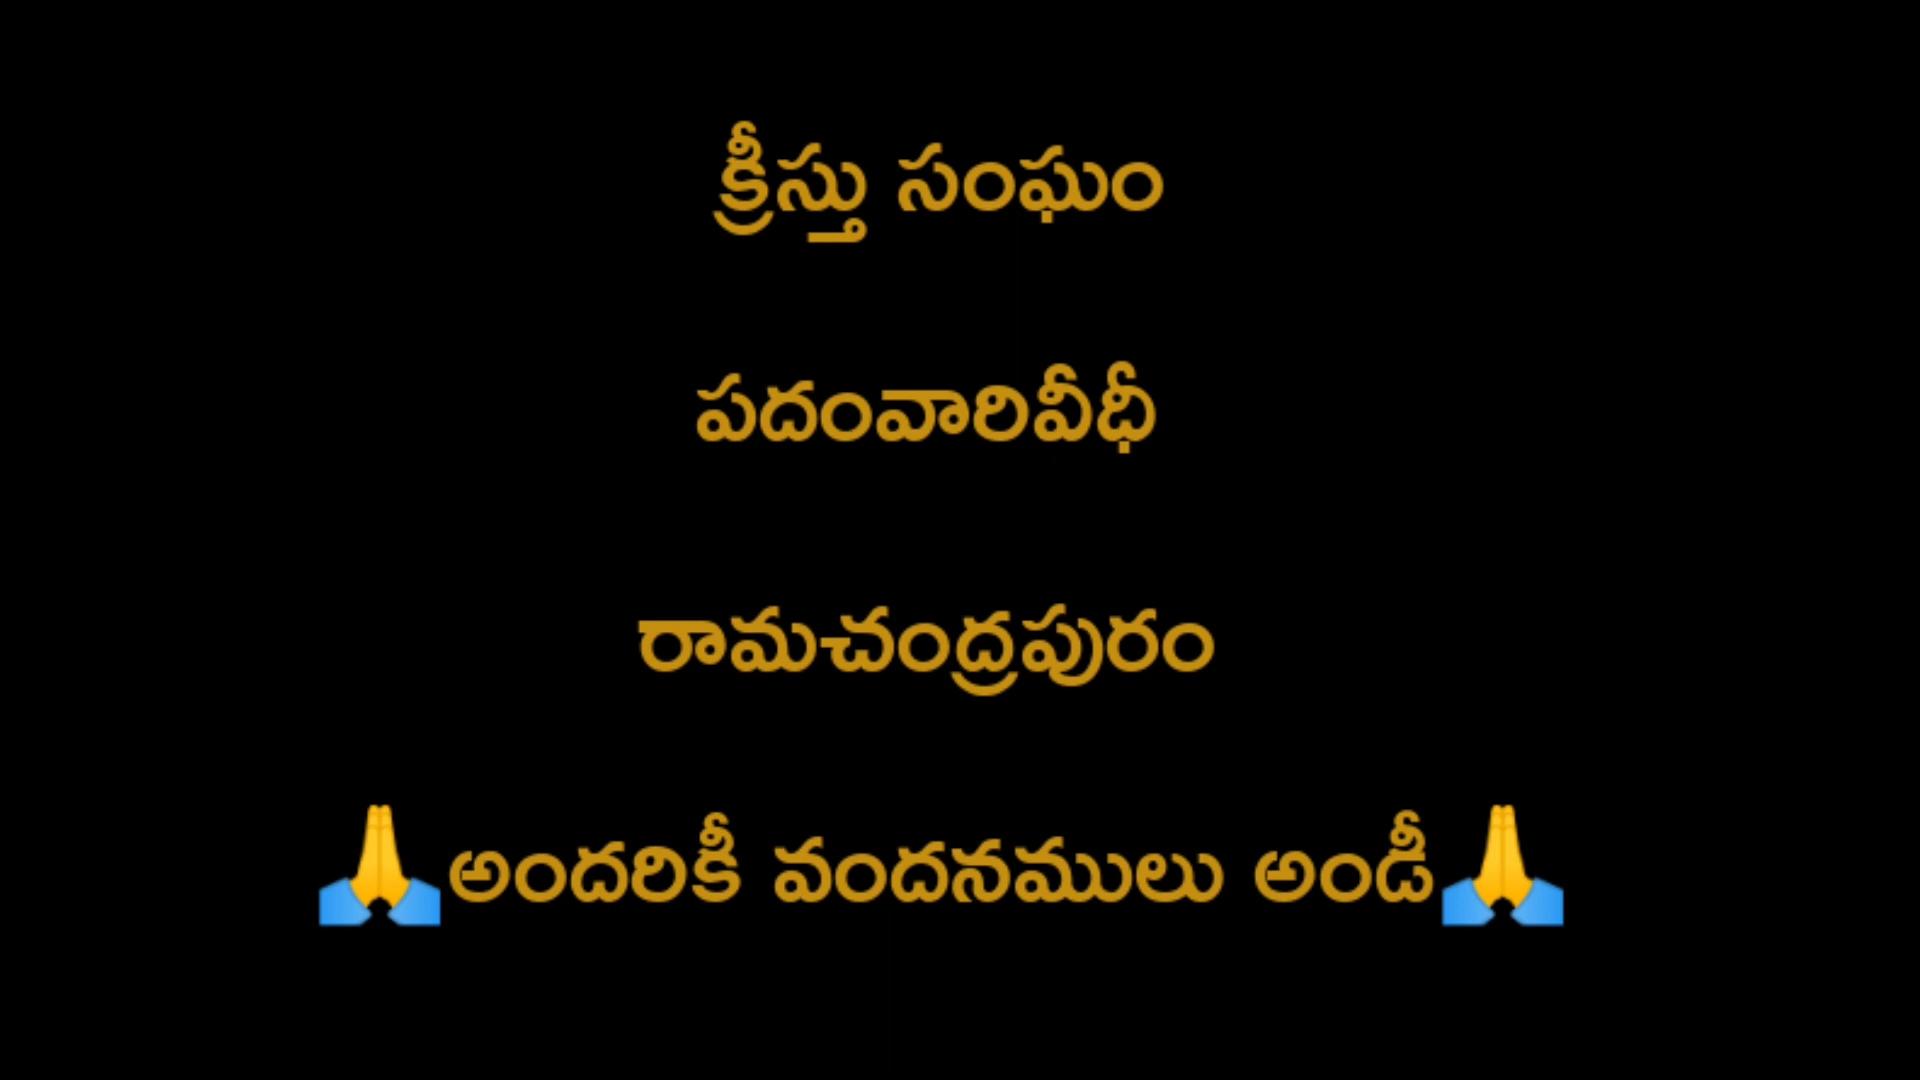 క్రీస్తు సంఘం
పదంవారివీధీ
రామచంద్రపురం
🙏అందరికీ వందనములు అండీ🙏